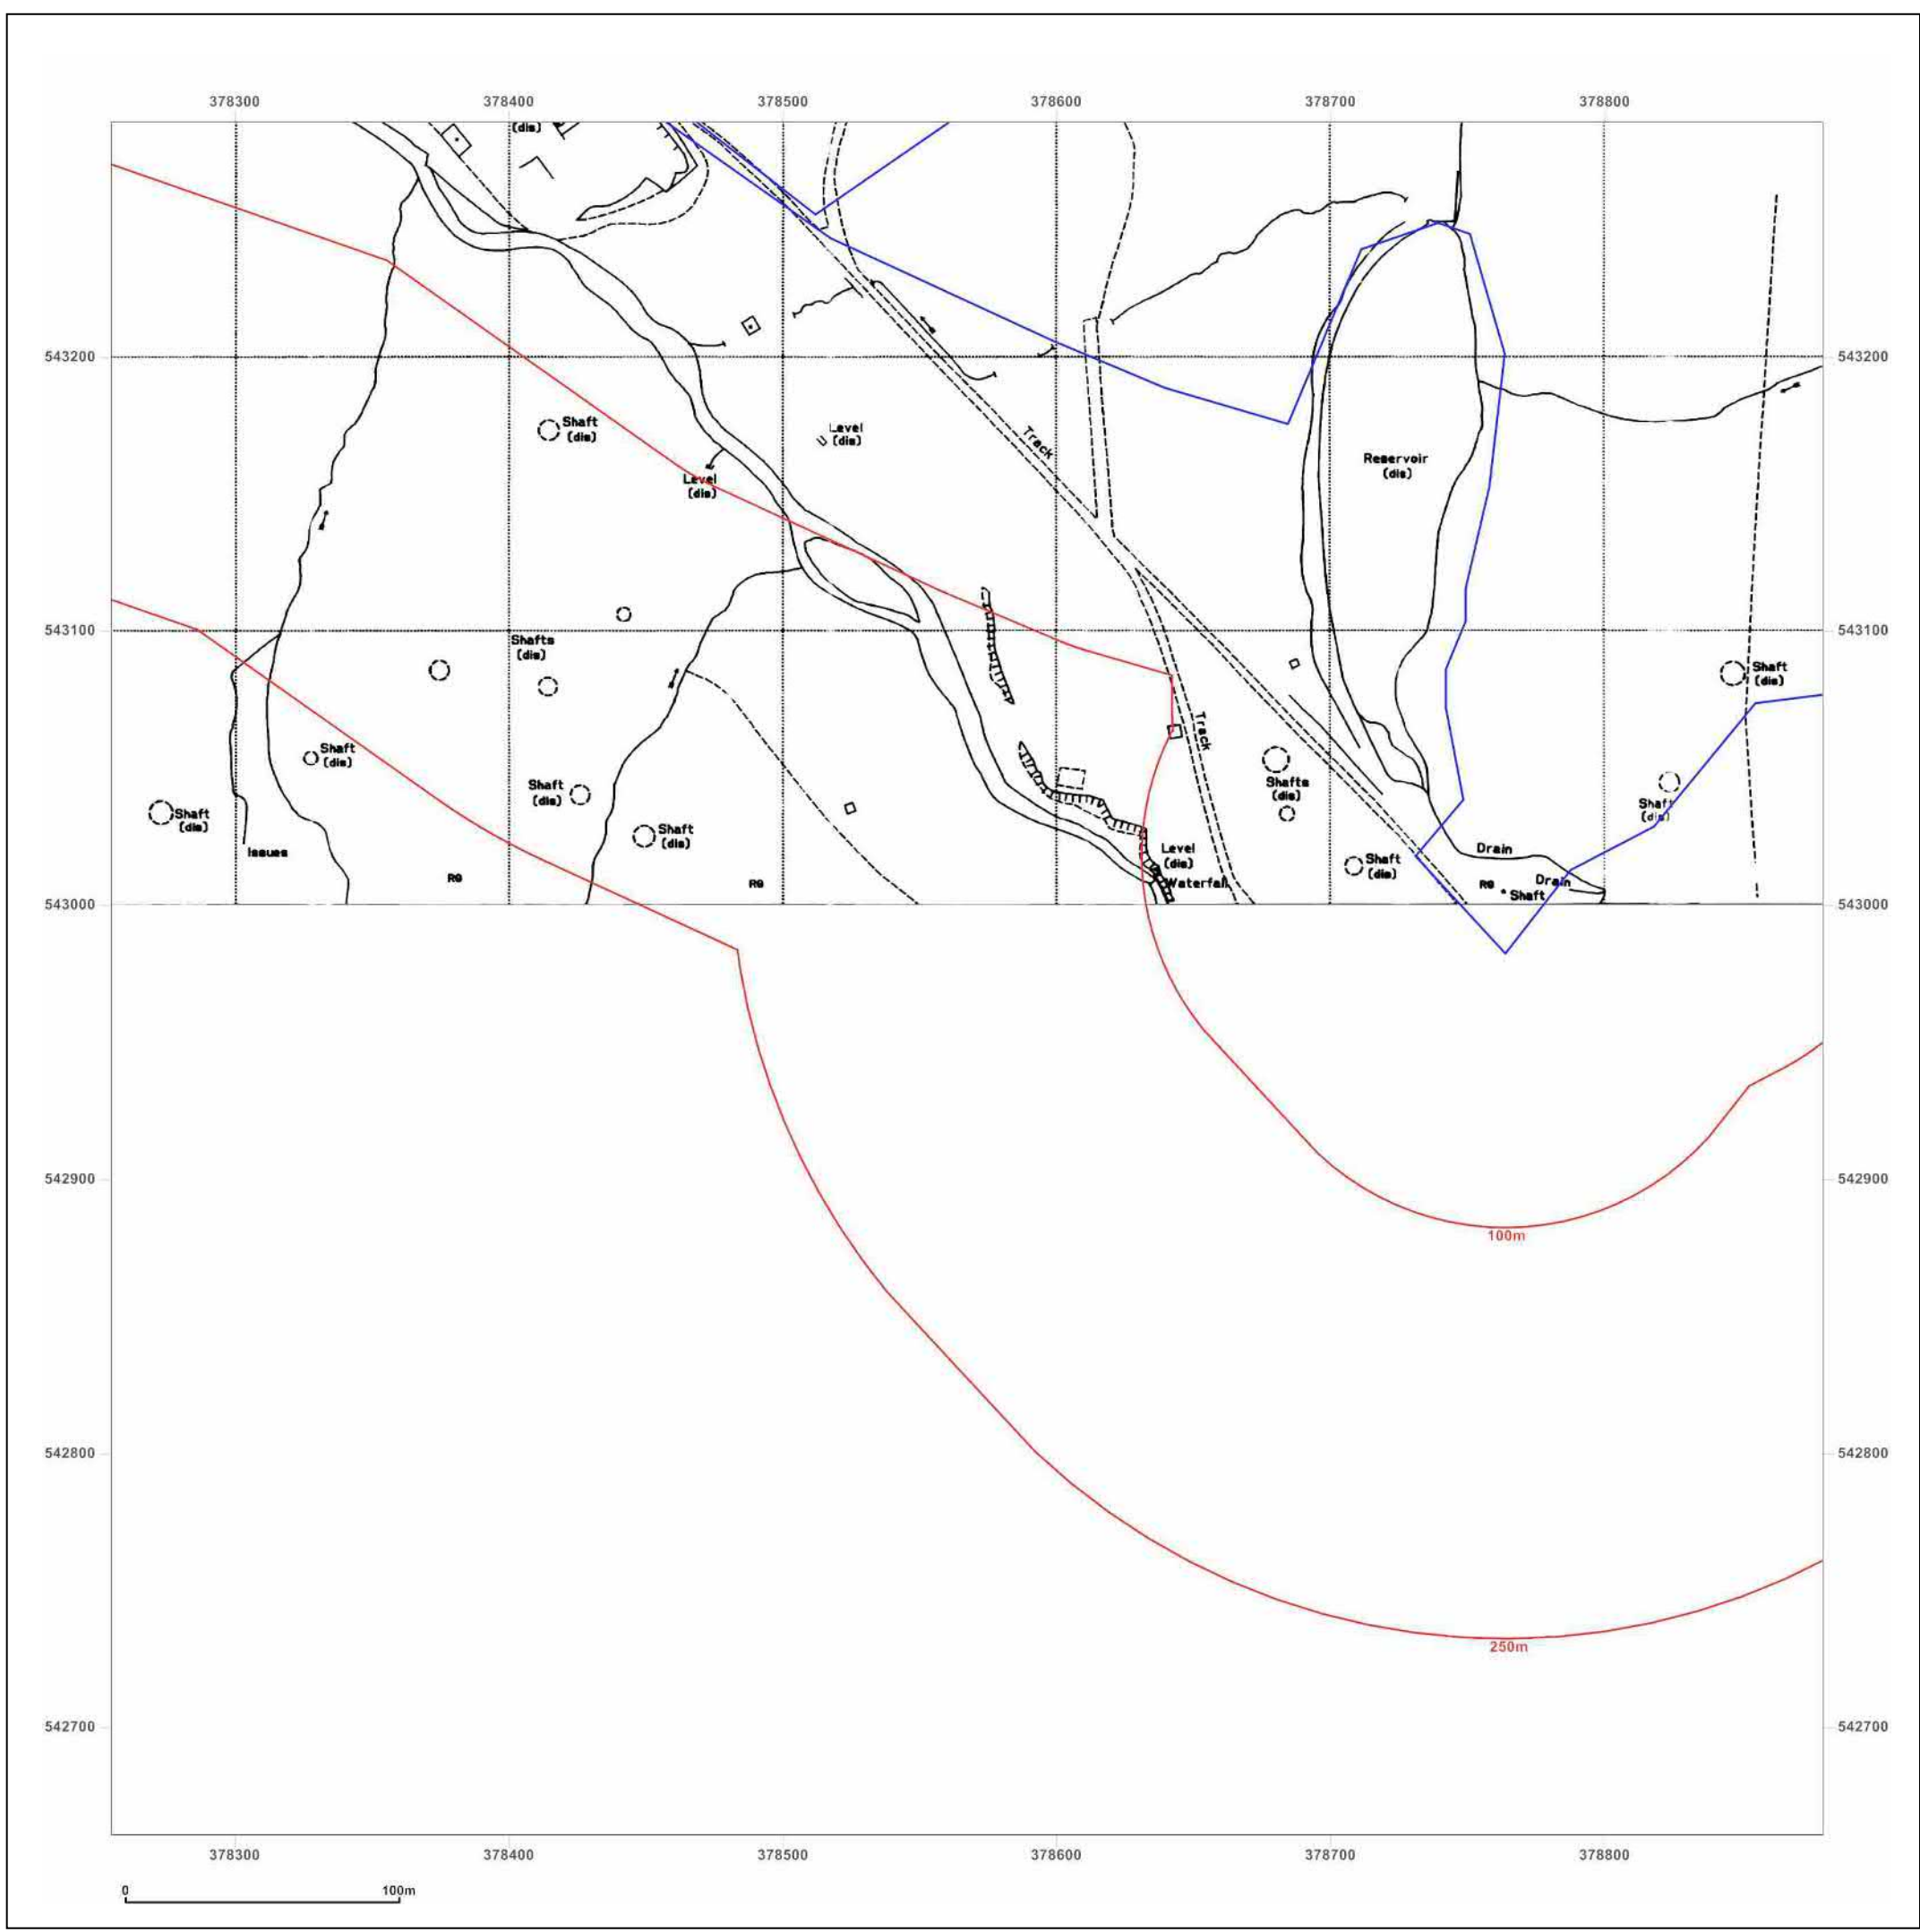 378300 378400 378500 378600 378700 378800
(dis)
543200 543200
Shaft
(dis)
Level
(dis)
Track
Level
(dis)
Reservoir
(dis)
543100 543100
Shafts
(dis)
Shaft
(dis)
Shaft
(dis)
Shaft
(dis)
Shaft
(dis)
Shaft
(dis)
Track
Shafts
(dis)
Shaft
(dis)
Issues
Level
(dis)
Waterfall
Shaft
(dis)
Drain
Drain
RG
RG
RG
Shaft
543000 543000
542900 542900
100m
542800 542800
250m
542700 542700
378300 378400 378500 378600 378700 378800
0 100m